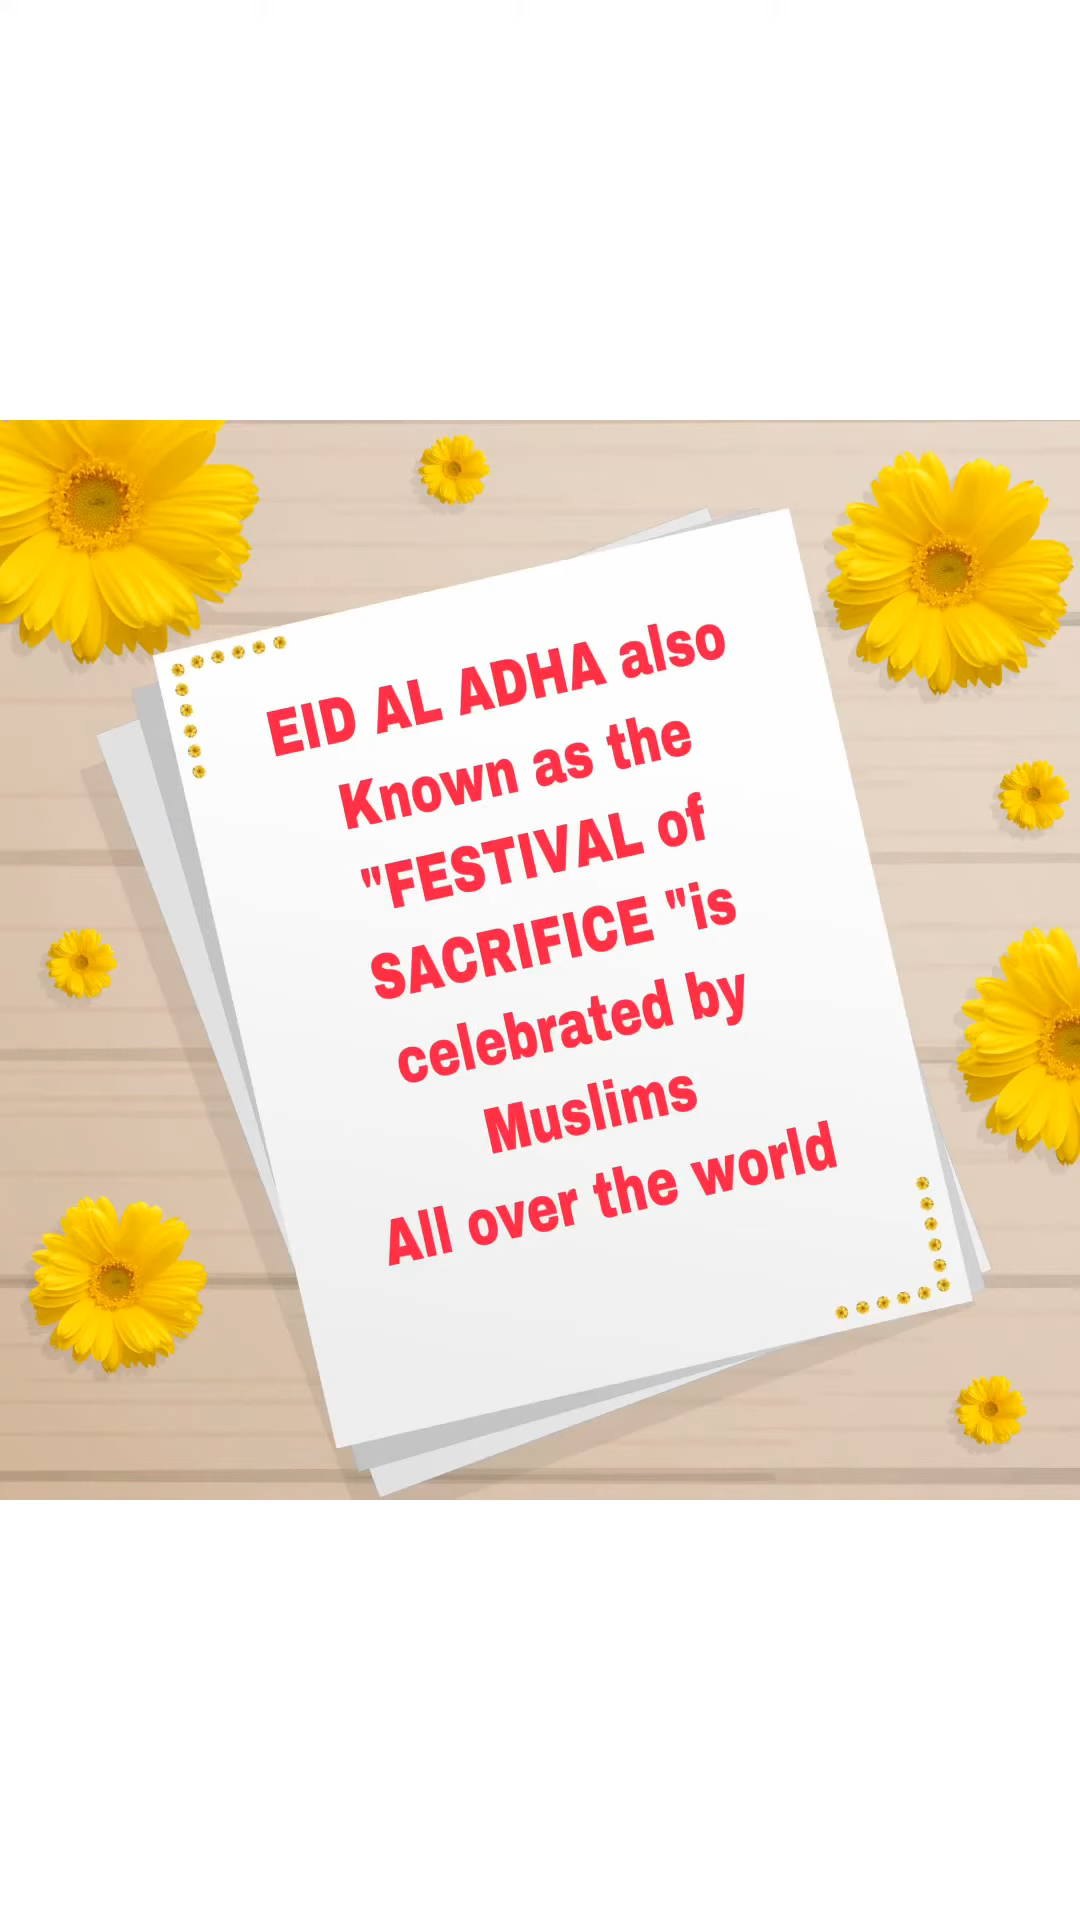 EID AL ADHA also
Known as the
"FESTIVAL of
SACRIFICE "is
celebrated by
Muslims
All over the world